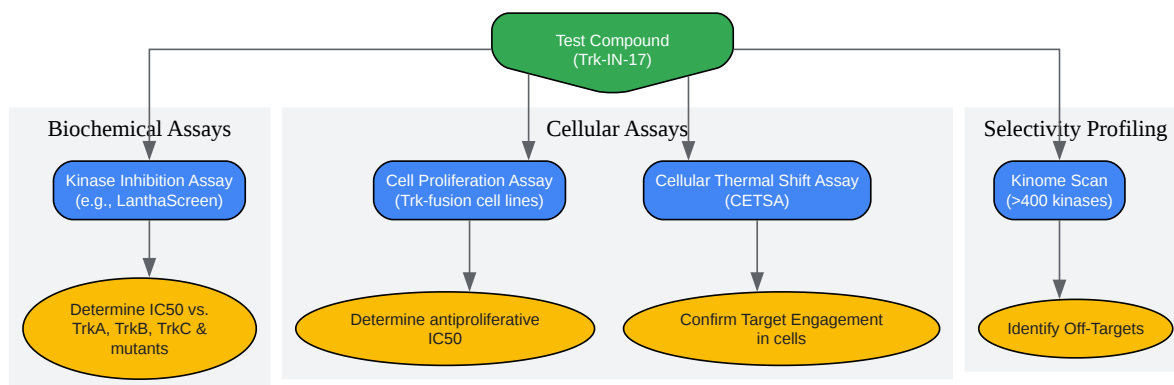 Test Compound
(Trk-IN-17)
Biochemical Assays
Cellular Assays
Selectivity Profiling
Kinase Inhibition Assay
(e.g., LanthaScreen)
Cell Proliferation Assay
(Trk-fusion cell lines)
Cellular Thermal Shift Assay
(CETSA)
Kinome Scan
(>400 kinases)
Determine IC50 vs.
TrkA, TrkB, TrkC &
mutants
Determine antiproliferative
IC50
Confirm Target Engagement
in cells
Identify Off-Targets